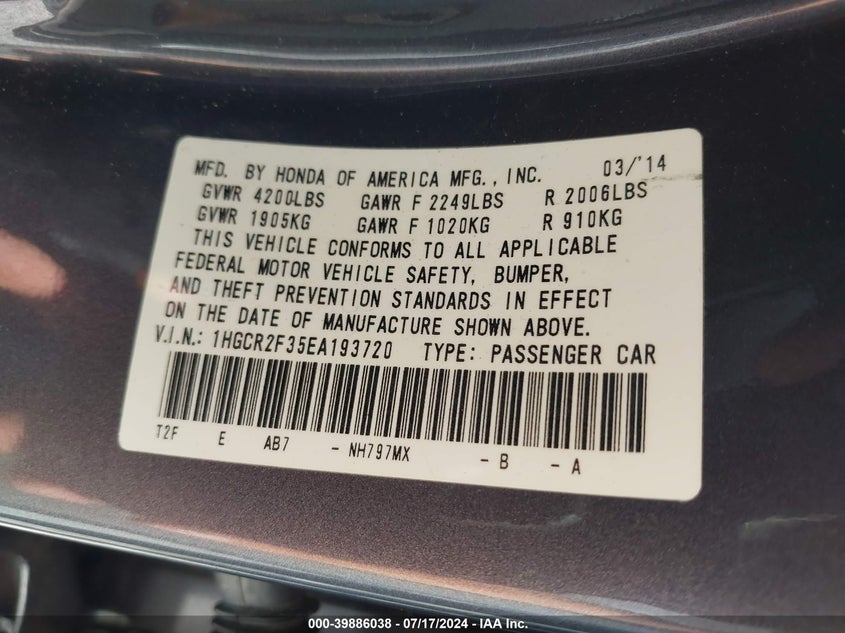 MFD. BY HONDA OF AMERICA MFG., INC. 03/'14
GVWR 4200LBS GAWR F 2249LBS R 2006LBS
GVWR 1905KG GAWR F 1020KG R 910KG
THIS VEHICLE CONFORMS TO ALL APPLICABLE
FEDERAL MOTOR VEHICLE SAFETY, BUMPER,
AND THEFT PREVENTION STANDARDS IN EFFECT
ON THE DATE OF MANUFACTURE SHOWN ABOVE.
V.I.N.: 1HGCR2F35EA193720 TYPE: PASSENGER CAR
T2F E AB7 - NH797MX - B - A
000-39886038 - 07/17/2024 - IAA Inc.